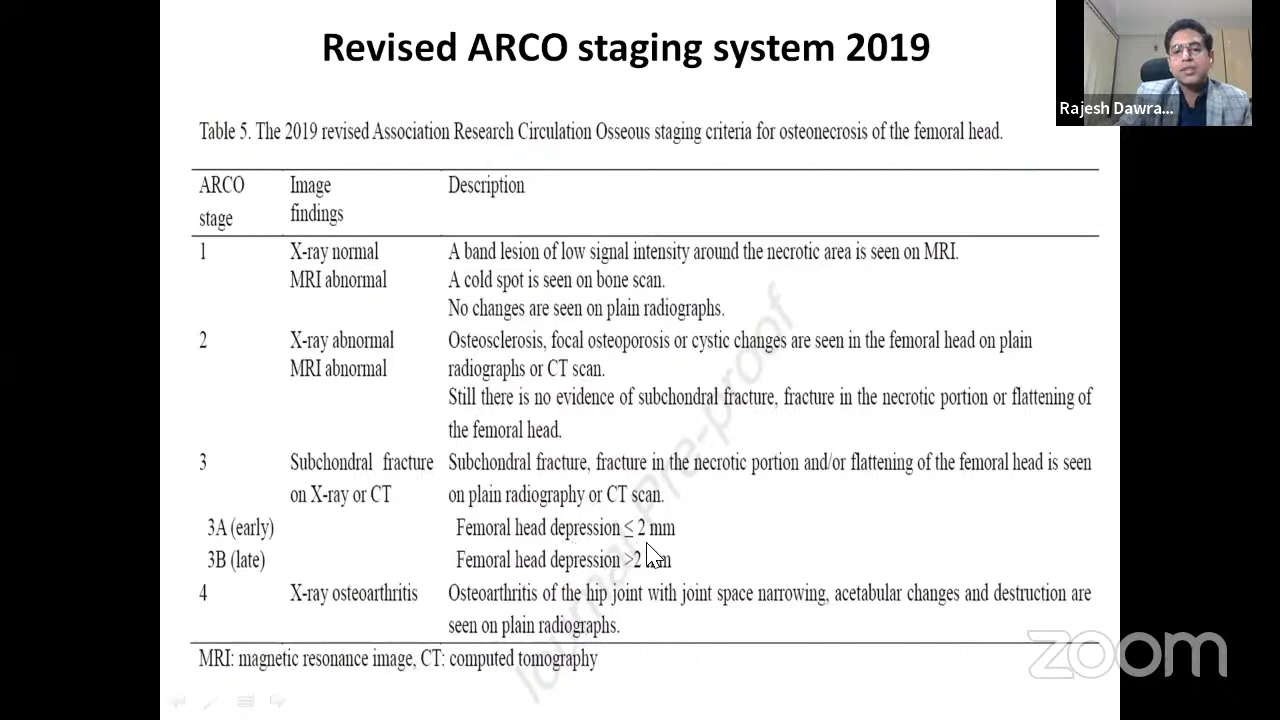 Revised ARCO staging system 2019
Rajesh Dawra...
Table 5. The 2019 revised Association Research Circulation Osseous staging criteria for osteonecrosis of the femoral head.
ARCO stage
Image findings
Description
1
X-ray normal
MRI abnormal
A band lesion of low signal intensity around the necrotic area is seen on MRI.
A cold spot is seen on bone scan.
No changes are seen on plain radiographs.
2
X-ray abnormal
MRI abnormal
Osteosclerosis, focal osteoporosis or cystic changes are seen in the femoral head on plain
radiographs or CT scan.
Still there is no evidence of subchondral fracture, fracture in the necrotic portion or flattening of
the femoral head.
3
Subchondral fracture
on X-ray or CT
Subchondral fracture, fracture in the necrotic portion and/or flattening of the femoral head is seen
on plain radiography or CT scan.
3A (early)
Femoral head depression ≤ 2 mm
3B (late)
Femoral head depression >2
4
X-ray osteoarthritis
Osteoarthritis of the hip joint with joint space narrowing, acetabular changes and destruction are
seen on plain radiographs.
MRI: magnetic resonance image, CT: computed tomography
Journal Pre-proof
zoom